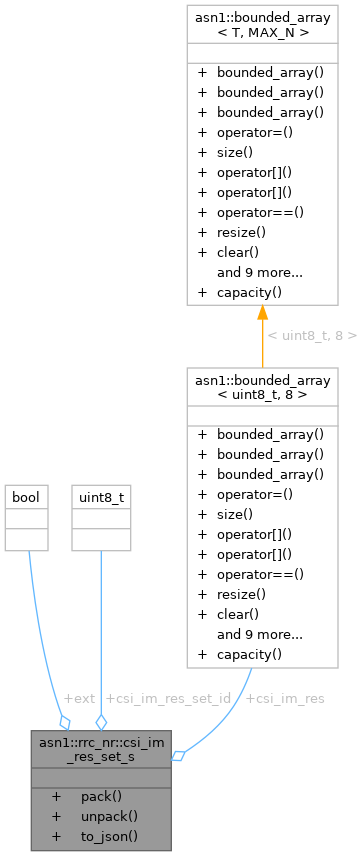 asn1::bounded_array
< T, MAX_N >
+ bounded_array()
+ bounded_array()
+ bounded_array()
+ operator=()
+ size()
+ operator[]()
+ operator[]()
+ operator==()
+ resize()
+ clear()
and 9 more...
+ capacity()
< uint8_t, 8 >
asn1::bounded_array
< uint8_t, 8 >
+ bounded_array()
+ bounded_array()
+ bounded_array()
+ operator=()
+ size()
+ operator[]()
+ operator[]()
+ operator==()
+ resize()
+ clear()
and 9 more...
+ capacity()
bool
uint8_t
+ext
+csi_im_res_set_id
+csi_im_res
asn1::rrc_nr::csi_im
_res_set_s
+ pack()
+ unpack()
+ to_json()